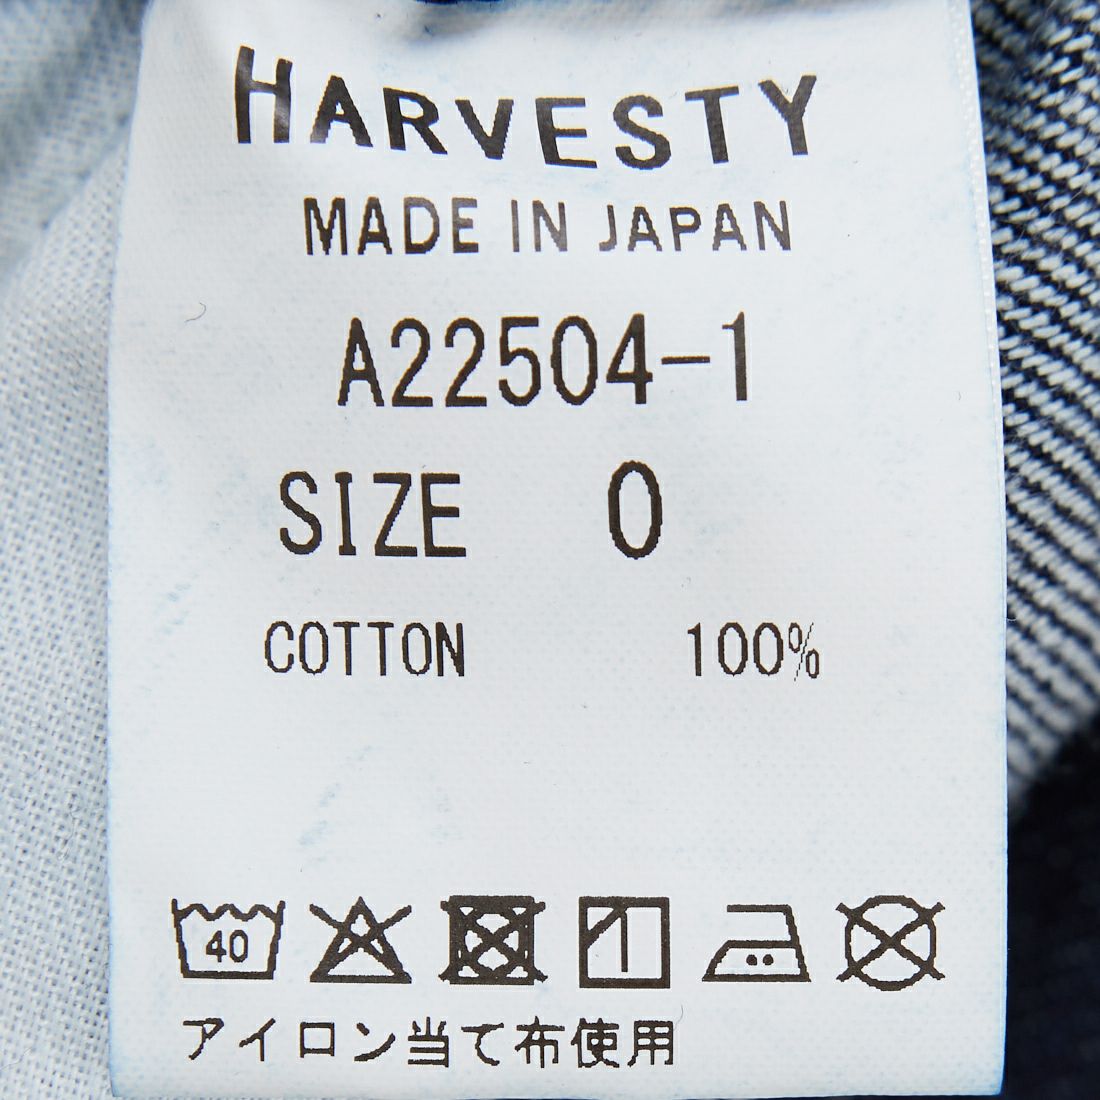 HARVESTY
MADE IN JAPAN
A22504-1
SIZE 0
COTTON 100%
40
アイロン当て布使用